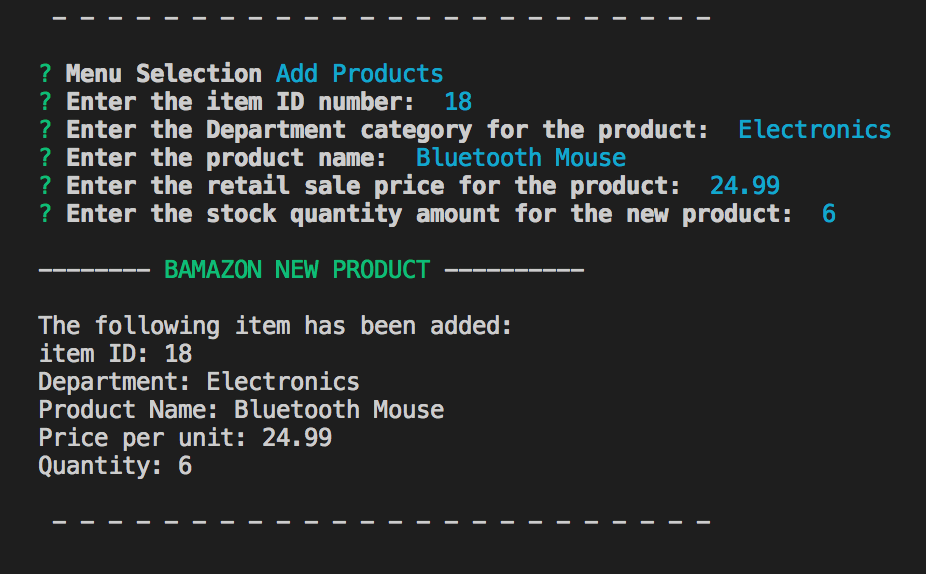 – – – – – – – – – – – – – – – – – – – – – – – –
? Menu Selection Add Products
? Enter the item ID number:  18
? Enter the Department category for the product:  Electronics
? Enter the product name:  Bluetooth Mouse
? Enter the retail sale price for the product:  24.99
? Enter the stock quantity amount for the new product:  6
–––––––– BAMAZON NEW PRODUCT ––––––––––
The following item has been added:
item ID: 18
Department: Electronics
Product Name: Bluetooth Mouse
Price per unit: 24.99
Quantity: 6
– – – – – – – – – – – – – – – – – – – – – – – –